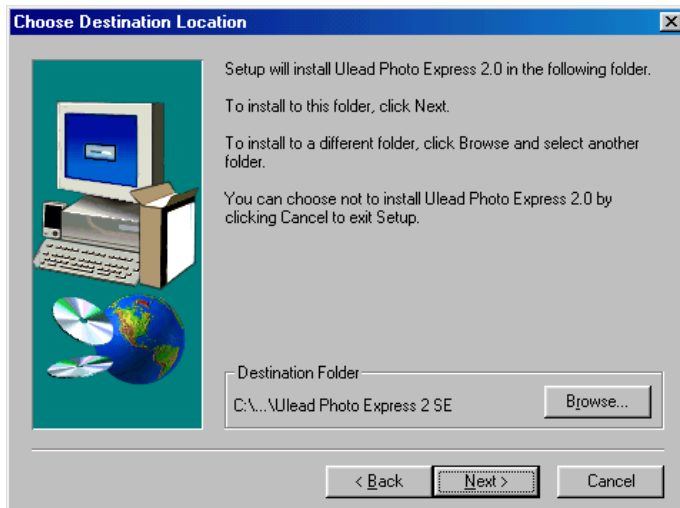 Choose Destination Location
Setup will install Ulead Photo Express 2.0 in the following folder.
To install to this folder, click Next.
To install to a different folder, click Browse and select another
folder.
You can choose not to install Ulead Photo Express 2.0 by
clicking Cancel to exit Setup.
Destination Folder
C:\...\Ulead Photo Express 2 SE
Browse...
< Back
Next >
Cancel